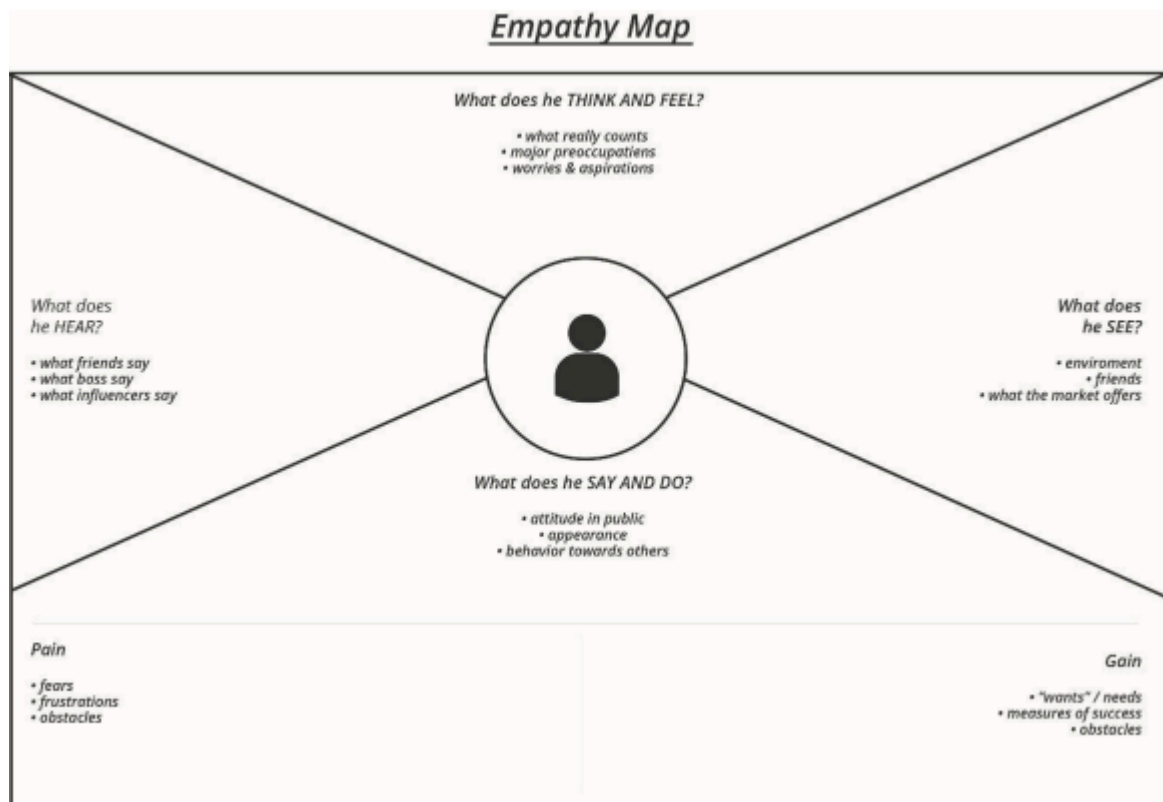 Empathy Map
What does he THINK AND FEEL?
• what really counts
• major preoccupatiens
• worries & aspirations
What does
he HEAR?
• what friends say
• what boss say
• what influencers say
What does
he SEE?
• enviroment
• friends
• what the market offers
What does he SAY AND DO?
• attitude in public
• appearance
• behavior towards others
Pain
• fears
• frustrations
• obstacles
Gain
• "wants" / needs
• measures of success
• obstacles